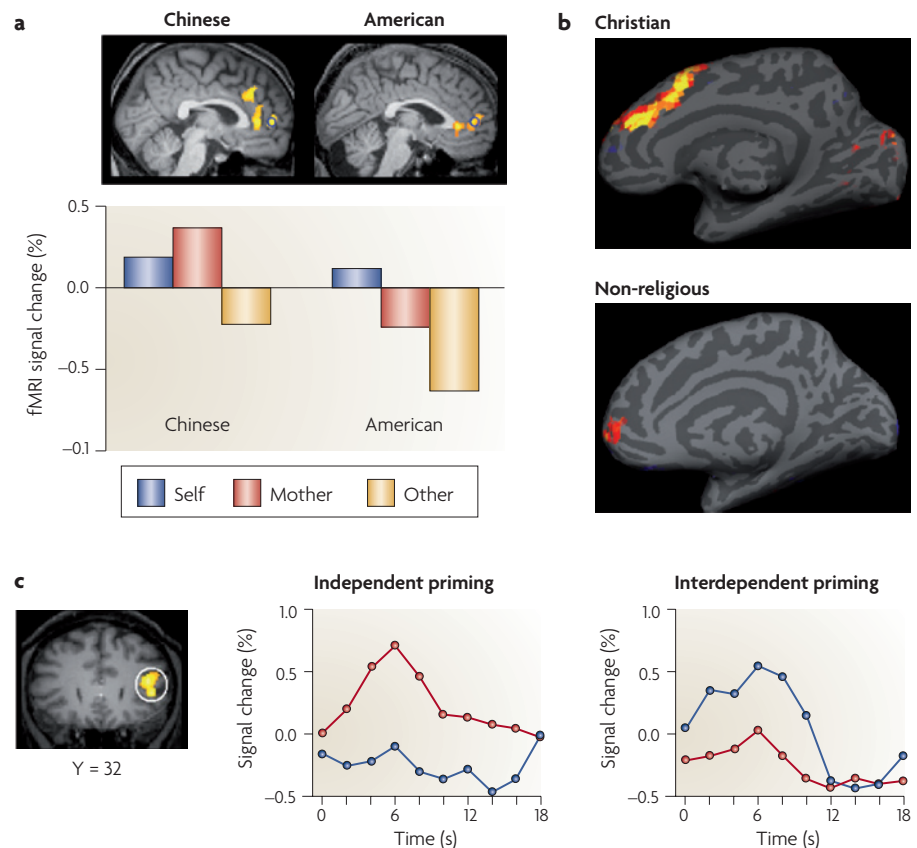 a
Chinese American
0.5
0.0
−0.5
−0.1
fMRI signal change (%)
Chinese American
Self Mother Other
b
Christian
Non-religious
c
Y = 32
Independent priming
1.0
0.5
0.0
−0.5
Signal change (%)
0 6 12 18
Time (s)
Interdependent priming
1.0
0.5
0.0
−0.5
Signal change (%)
0 6 12 18
Time (s)